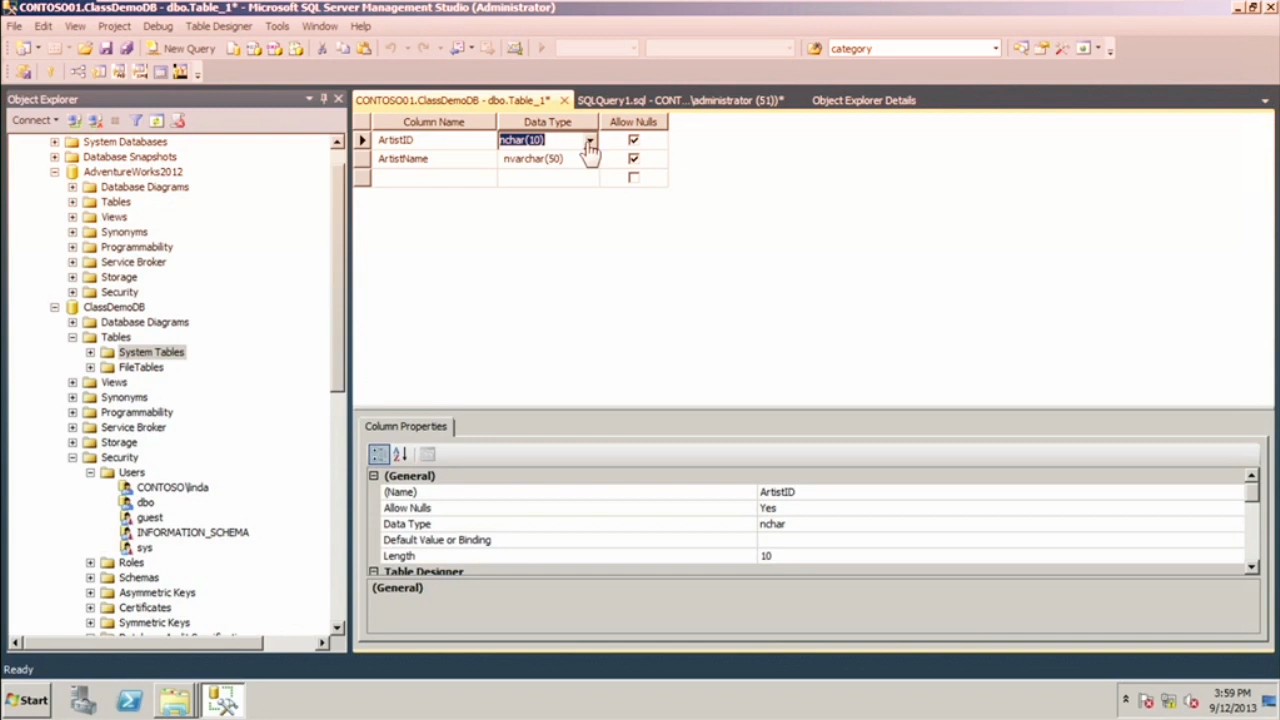 CONTOSO01.ClassDemoDB - dbo.Table_1* - Microsoft SQL Server Management Studio (Administrator)
File Edit View Project Debug Table Designer Tools Window Help
New Query category
Object Explorer
CONTOSO01.ClassDemoDB - dbo.Table_1* SQLQuery1.sql - CONT...\administrator (51))* Object Explorer Details
Connect
Column Name Data Type Allow Nulls
ArtistID nchar(10)
ArtistName nvarchar(50)
System Databases
Database Snapshots
AdventureWorks2012
Database Diagrams
Tables
Views
Synonyms
Programmability
Service Broker
Storage
Security
ClassDemoDB
Database Diagrams
Tables
System Tables
FileTables
Views
Synonyms
Programmability
Service Broker
Storage
Security
Users
CONTOSO\linda
dbo
guest
INFORMATION_SCHEMA
sys
Roles
Schemas
Asymmetric Keys
Certificates
Symmetric Keys
Column Properties
(General)
(Name) ArtistID
Allow Nulls Yes
Data Type nchar
Default Value or Binding
Length 10
Table Designer
(General)
Ready
Start
3:59 PM
9/12/2013